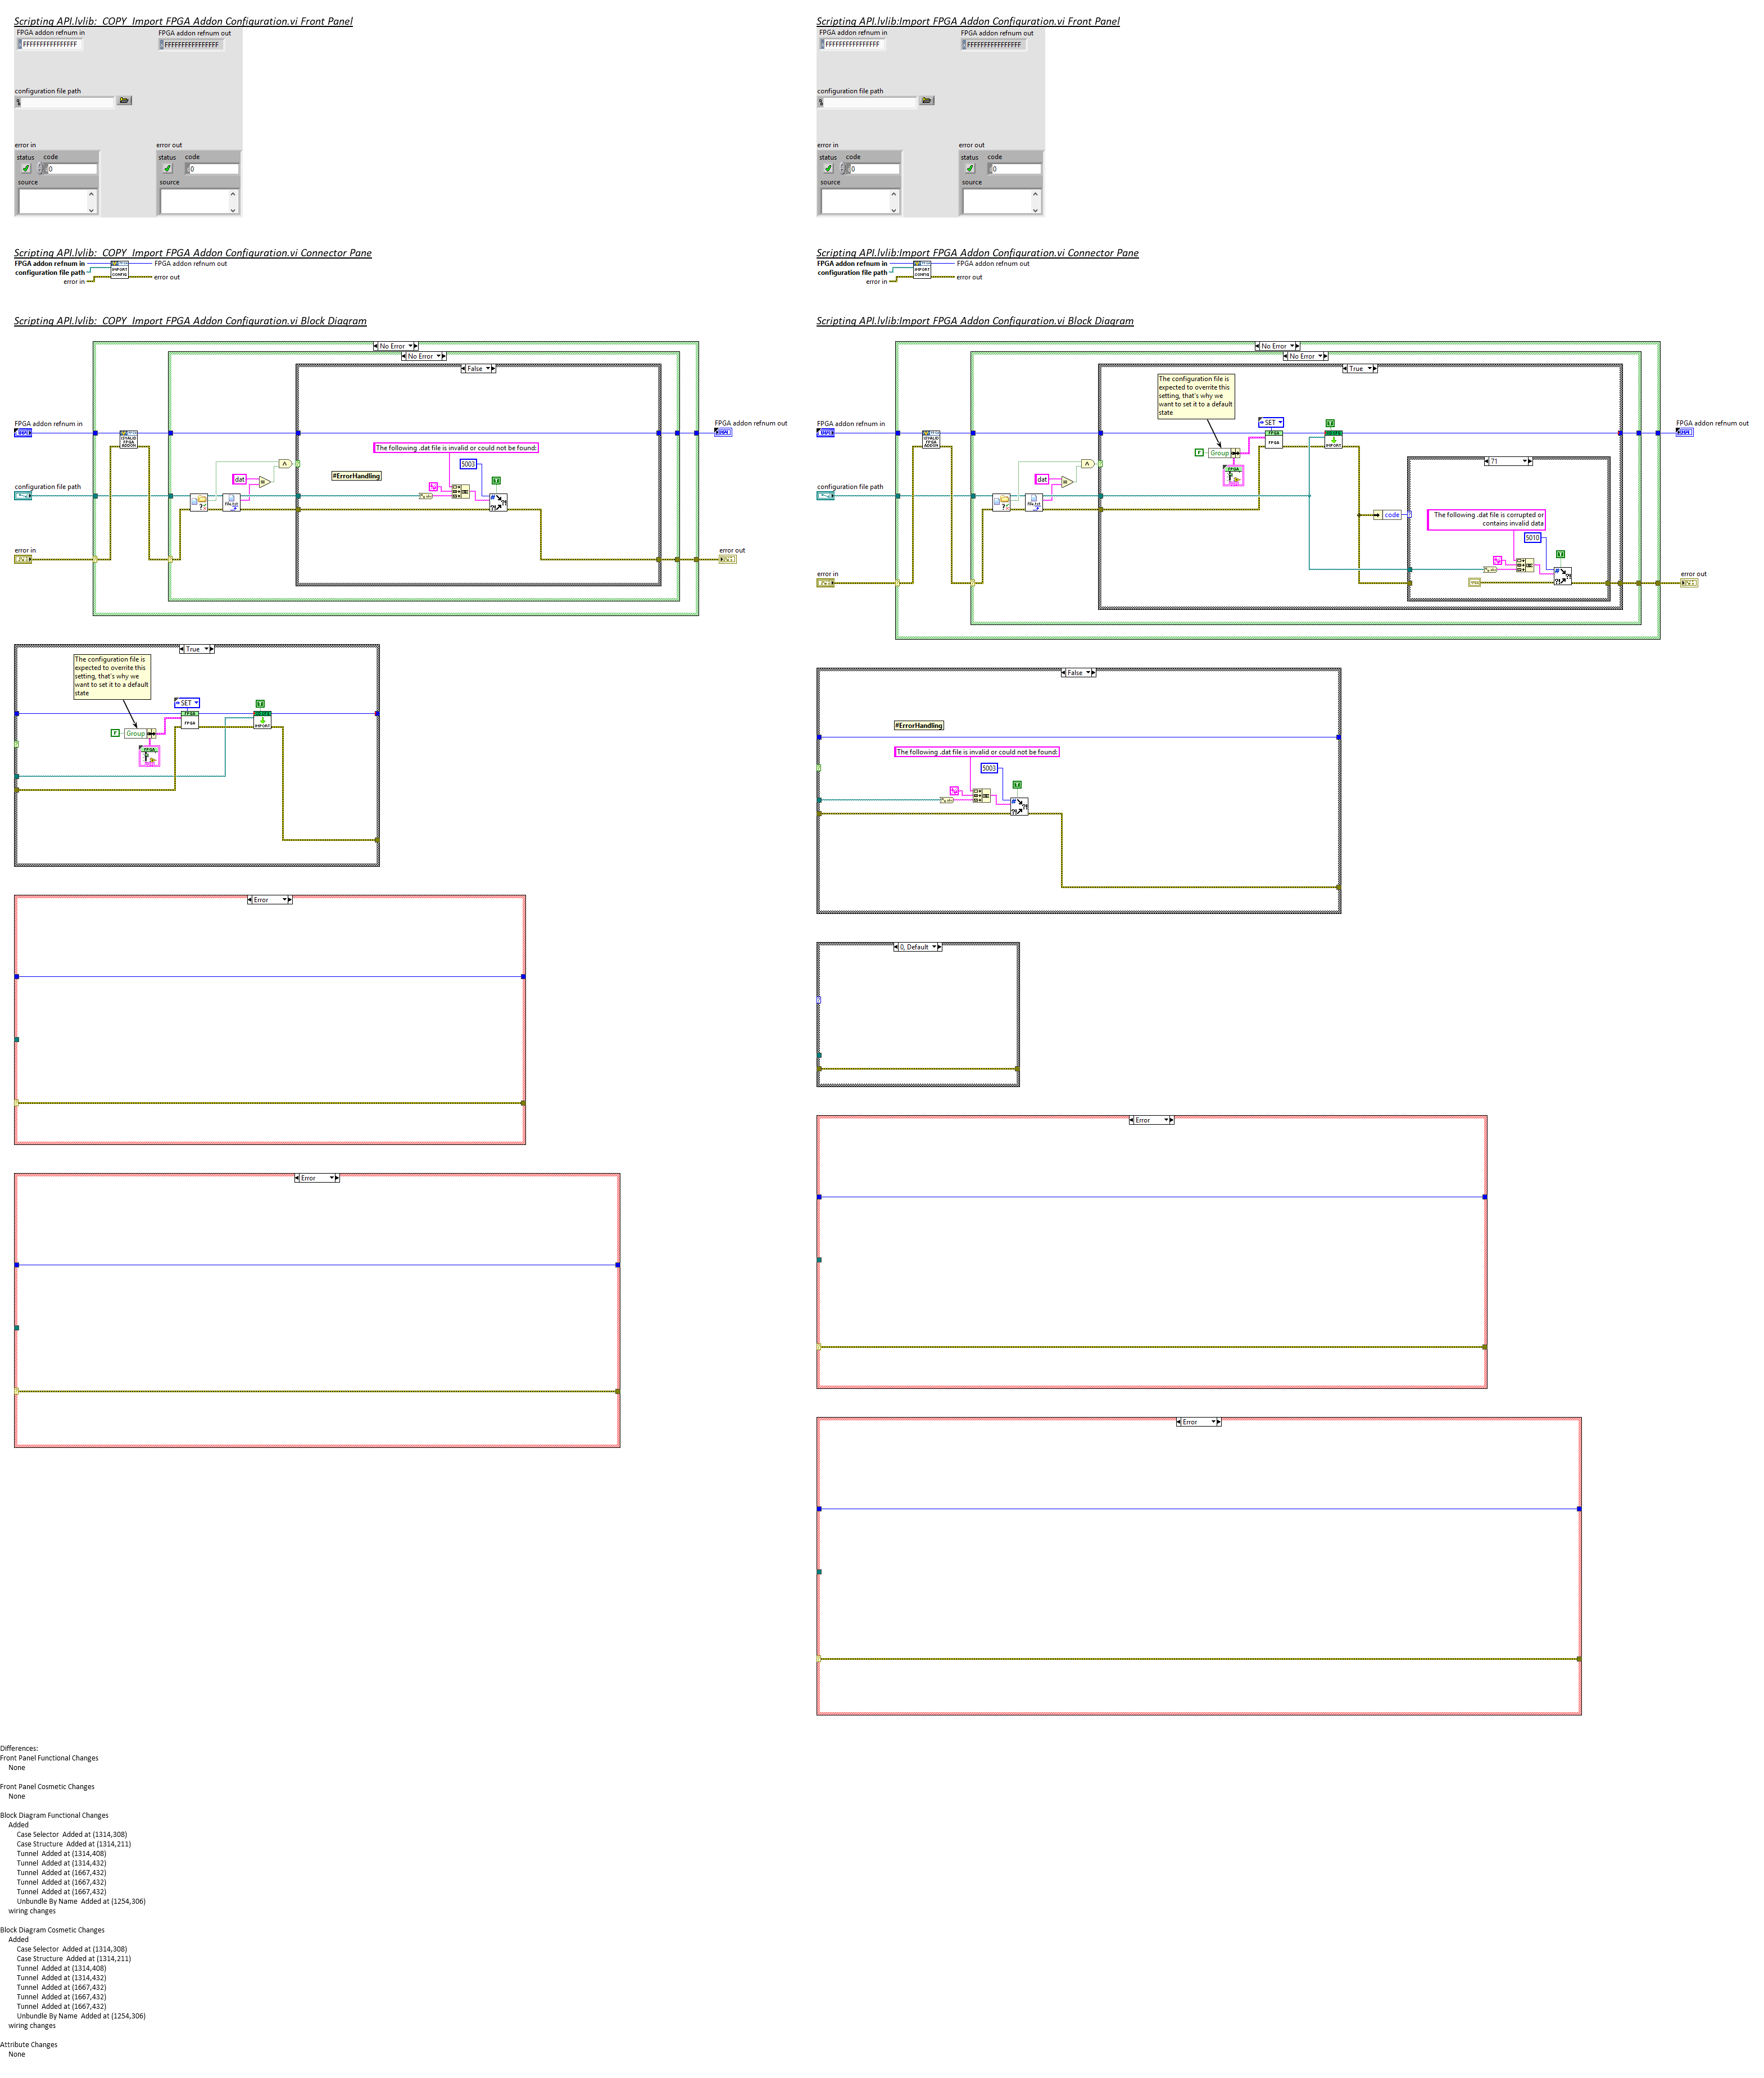 Scripting API.lvlib:  COPY  Import FPGA Addon Configuration.vi Front Panel
FPGA addon refnum in
FPGA addon refnum out
FFFFFFFFFFFFFFFF
FFFFFFFFFFFFFFFF
configuration file path
error in
error out
status code
status code
0
0
source
source
Scripting API.lvlib:  COPY  Import FPGA Addon Configuration.vi Connector Pane
FPGA addon refnum in
FPGA addon refnum out
configuration file path
IMPORT
CONFIG
error out
error in
Scripting API.lvlib:  COPY  Import FPGA Addon Configuration.vi Block Diagram
No Error
No Error
False
FPGA addon refnum in
FPGA addon refnum out
The following .dat file is invalid or could not be found:
5003
#ErrorHandling
dat
configuration file path
error in
error out
True
The configuration file is
expected to overrite this
setting, that's why we
want to set it to a default
state
SET
FPGA
FPGA
IMPORT
F
Group
FPGA
Error
Error
Scripting API.lvlib:Import FPGA Addon Configuration.vi Front Panel
FPGA addon refnum in
FPGA addon refnum out
FFFFFFFFFFFFFFFF
FFFFFFFFFFFFFFFF
configuration file path
error in
error out
status code
status code
0
0
source
source
Scripting API.lvlib:Import FPGA Addon Configuration.vi Connector Pane
FPGA addon refnum in
FPGA addon refnum out
configuration file path
IMPORT
CONFIG
error out
error in
Scripting API.lvlib:Import FPGA Addon Configuration.vi Block Diagram
No Error
No Error
True
The configuration file is
expected to overrite this
setting, that's why we
want to set it to a default
state
SET
FPGA addon refnum in
FPGA addon refnum out
FPGA
FPGA
IMPORT
F
Group
FPGA
71
dat
configuration file path
code
The following .dat file is corrupted or
contains invalid data
5010
error in
error out
False
#ErrorHandling
The following .dat file is invalid or could not be found:
5003
0, Default
Error
Error
Differences:
Front Panel Functional Changes
None
Front Panel Cosmetic Changes
None
Block Diagram Functional Changes
Added
Case Selector  Added at (1314,308)
Case Structure  Added at (1314,211)
Tunnel  Added at (1314,408)
Tunnel  Added at (1314,432)
Tunnel  Added at (1667,432)
Tunnel  Added at (1667,432)
Tunnel  Added at (1667,432)
Unbundle By Name  Added at (1254,306)
wiring changes
Block Diagram Cosmetic Changes
Added
Case Selector  Added at (1314,308)
Case Structure  Added at (1314,211)
Tunnel  Added at (1314,408)
Tunnel  Added at (1314,432)
Tunnel  Added at (1667,432)
Tunnel  Added at (1667,432)
Tunnel  Added at (1667,432)
Unbundle By Name  Added at (1254,306)
wiring changes
Attribute Changes
None